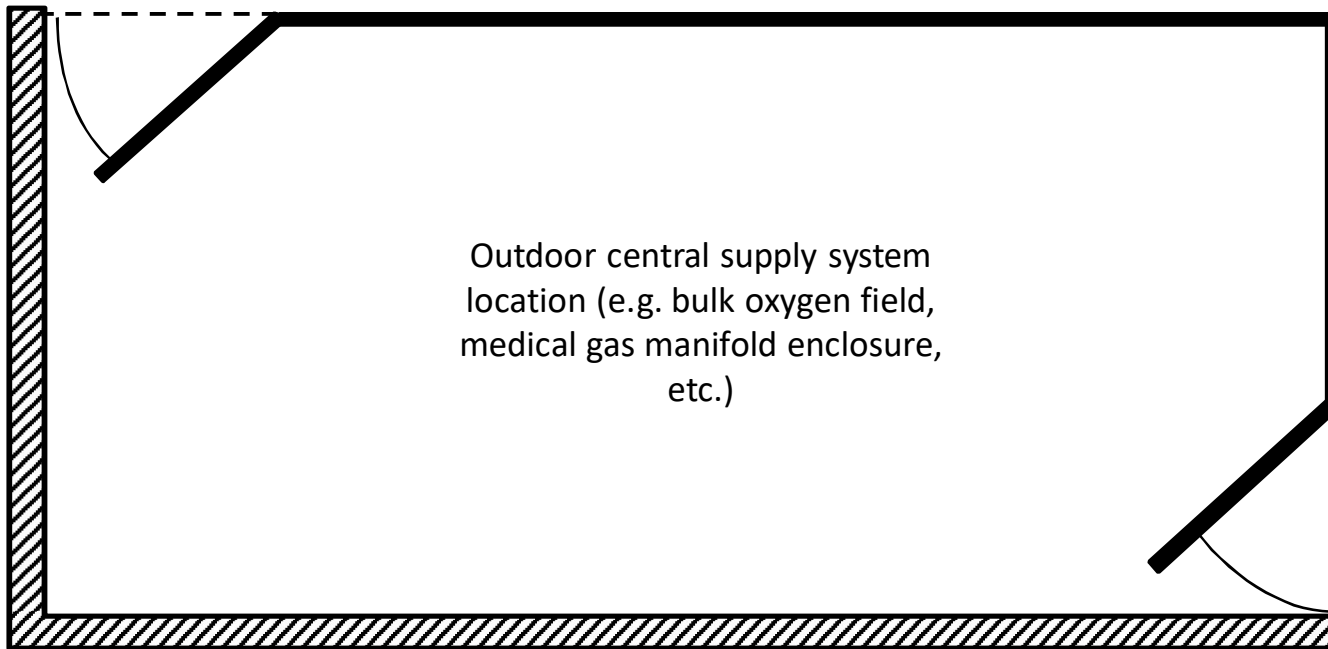 Outdoor central supply system
location (e.g. bulk oxygen field,
medical gas manifold enclosure,
etc.)